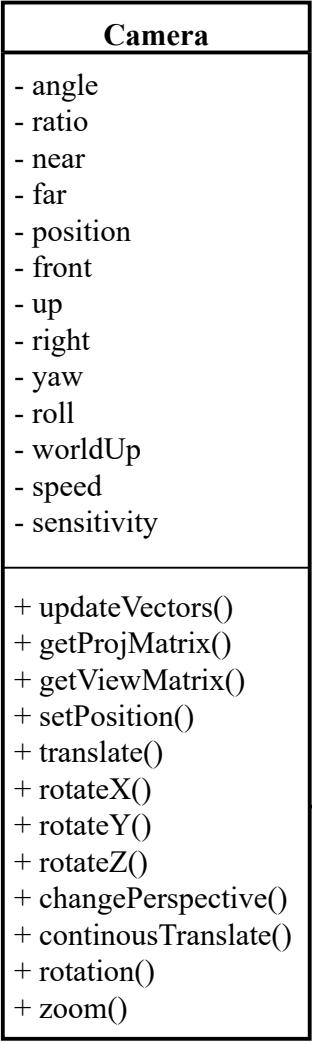 Camera
- angle
- ratio
- near
- far
- position
- front
- up
- right
- yaw
- roll
- worldUp
- speed
- sensitivity
+ updateVectors()
+ getProjMatrix()
+ getViewMatrix()
+ setPosition()
+ translate()
+ rotateX()
+ rotateY()
+ rotateZ()
+ changePerspective()
+ continousTranslate()
+ rotation()
+ zoom()